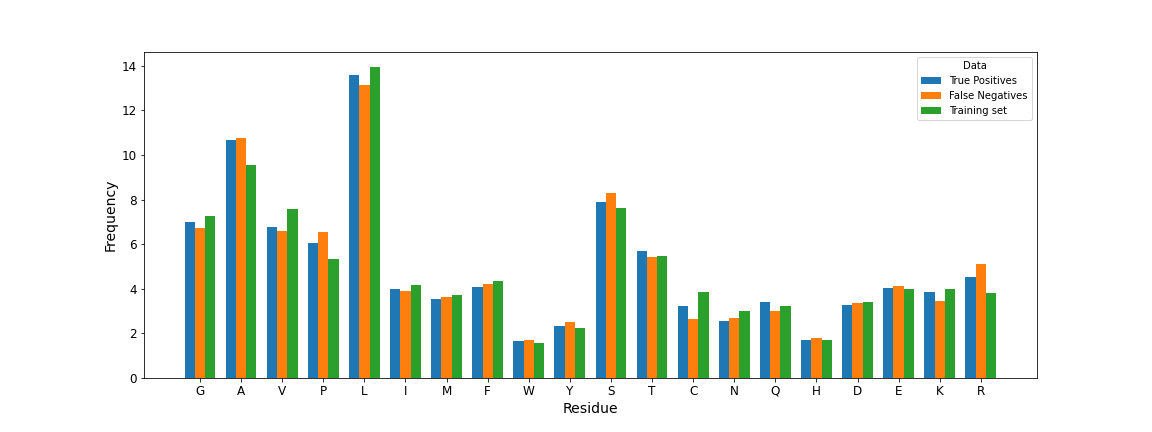 14
12
10
8
6
4
2
0
Frequency
Data
True Positives
False Negatives
Training set
G A V P L I M F W Y S T C N Q H D E K R
Residue